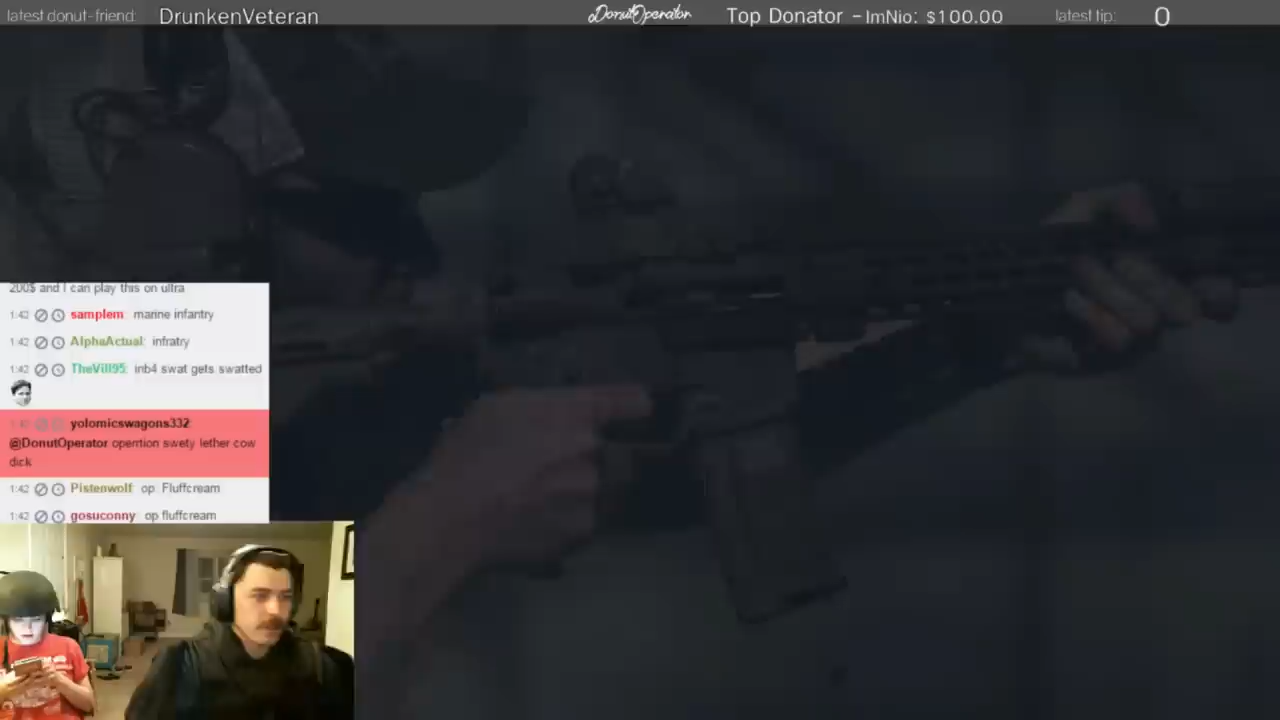 latest donut-friend: DrunkenVeteran DonutOperator Top Donator - ImNio: $100.00 latest tip: 0
200$ and I can play this on ultra
1:42 samplem: marine infantry
1:42 AlphaActual: infratry
1:42 TheVill95: inb4 swat gets swatted
1:42 yolomicswagons332:
@DonutOperator opertion swety lether cow
dick
1:42 Pistenwolf: op. Fluffcream
1:42 gosuconny: op fluffcream